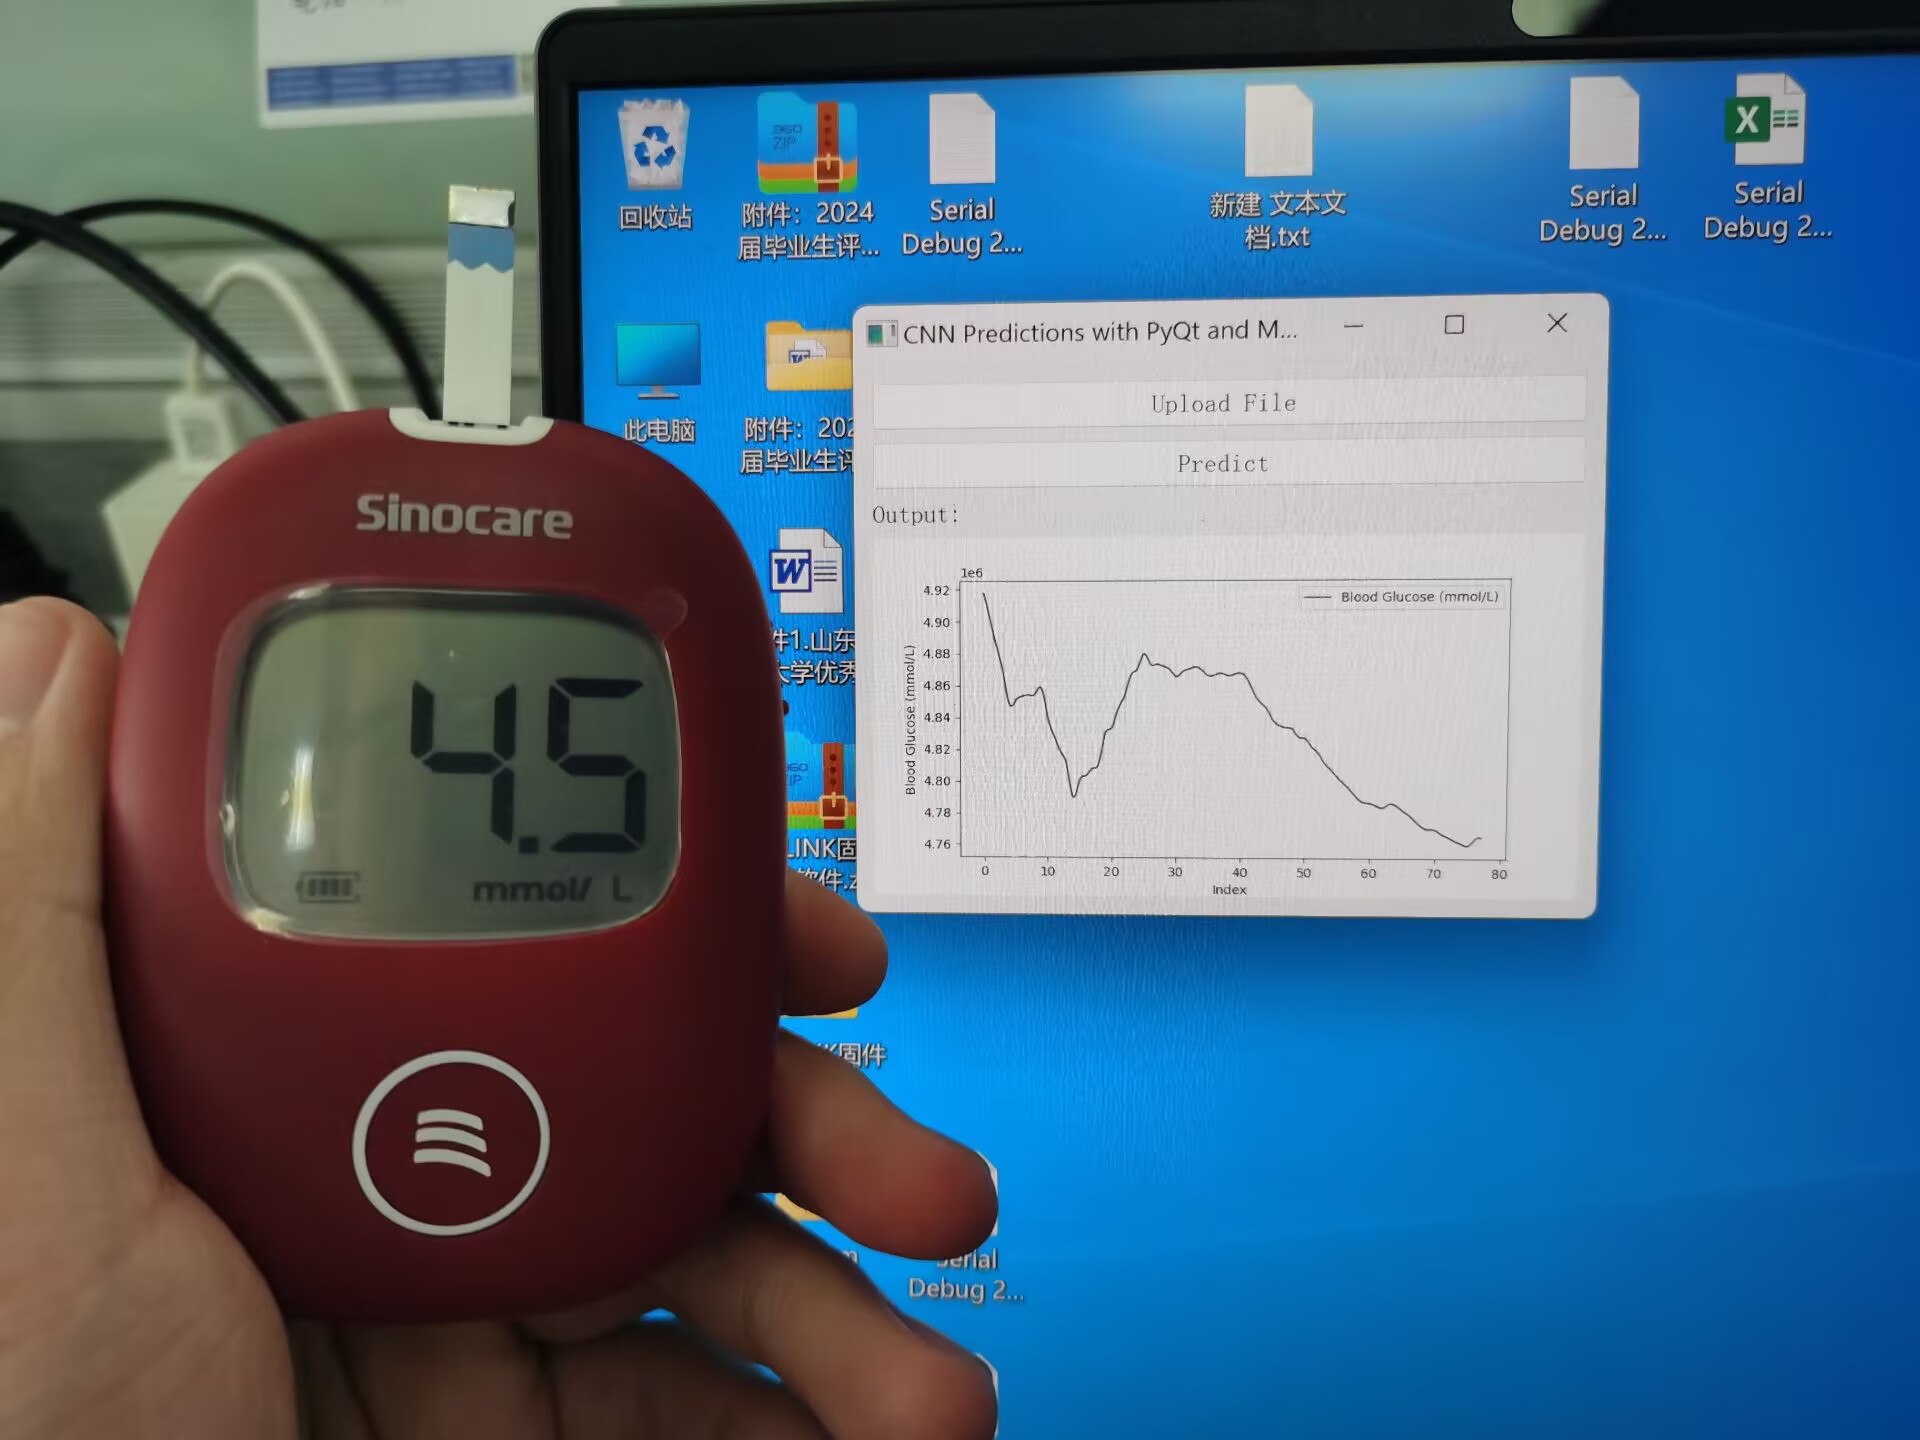 回收站
360
ZIP
附件：2024
届毕业生评...
Serial
Debug 2...
新建 文本文
档.txt
Serial
Debug 2...
X
Serial
Debug 2...
此电脑
附件：202
届毕业生评
W
件1.山东
大学优秀
LINK固
软件.z
固件
Serial
Debug 2...
CNN Predictions with PyQt and M...
Upload File
Predict
Output:
1e6
Blood Glucose (mmol/L)
Blood Glucose (mmol/L)
4.92
4.90
4.88
4.86
4.84
4.82
4.80
4.78
4.76
0 10 20 30 40 50 60 70 80
Index
Sinocare
4.5
mmol/ L